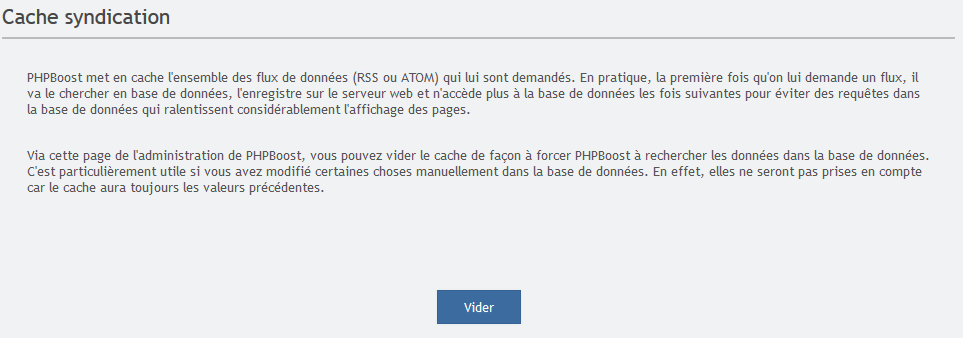 Cache syndication
PHPBoost met en cache l'ensemble des flux de données (RSS ou ATOM) qui lui sont demandés. En pratique, la première fois qu'on lui demande un flux, il
va le chercher en base de données, l'enregistre sur le serveur web et n'accède plus à la base de données les fois suivantes pour éviter des requêtes dans
la base de données qui ralentissent considérablement l'affichage des pages.
Via cette page de l'administration de PHPBoost, vous pouvez vider le cache de façon à forcer PHPBoost à rechercher les données dans la base de données.
C'est particulièrement utile si vous avez modifié certaines choses manuellement dans la base de données. En effet, elles ne seront pas prises en compte
car le cache aura toujours les valeurs précédentes.
Vider